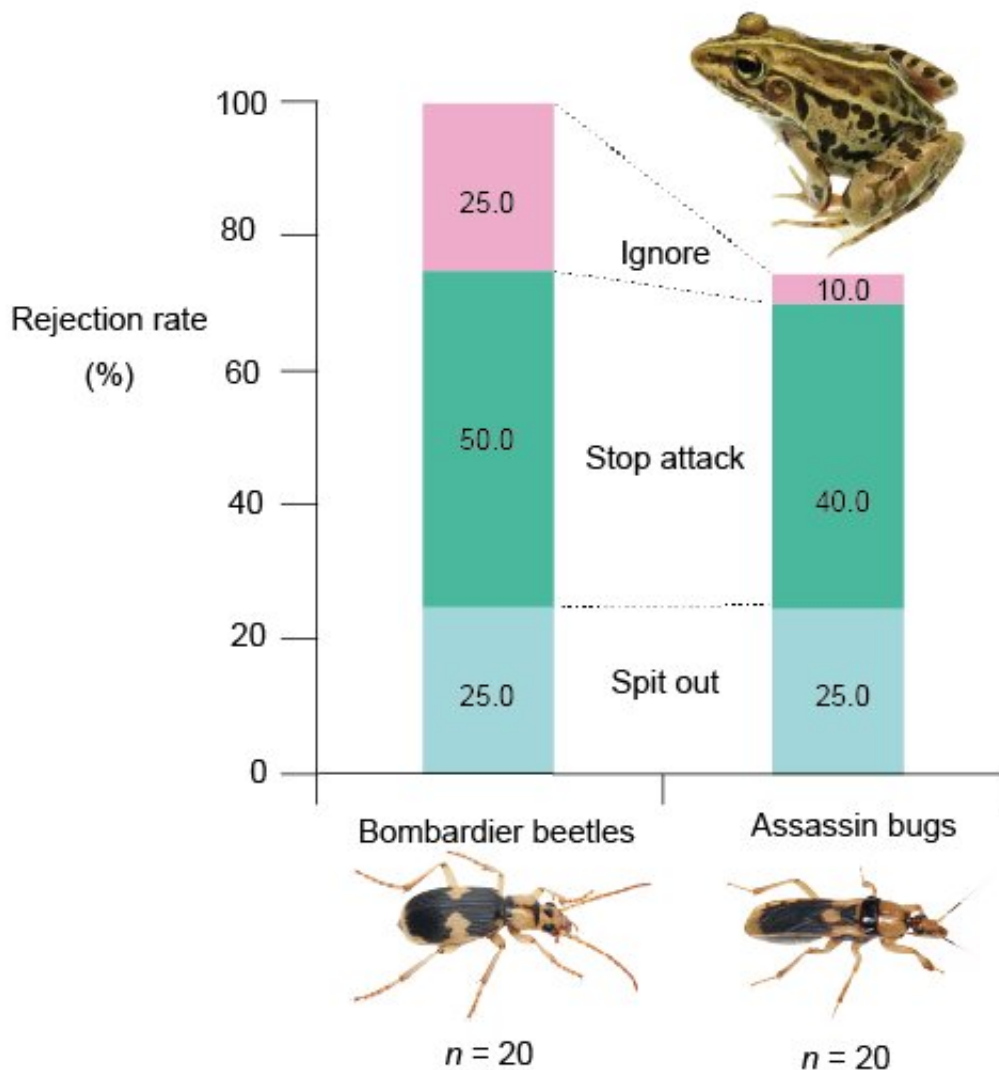 100
80
60
40
20
0
Rejection rate
(%)
25.0
50.0
25.0
Ignore
Stop attack
Spit out
10.0
40.0
25.0
Bombardier beetles
Assassin bugs
n = 20
n = 20